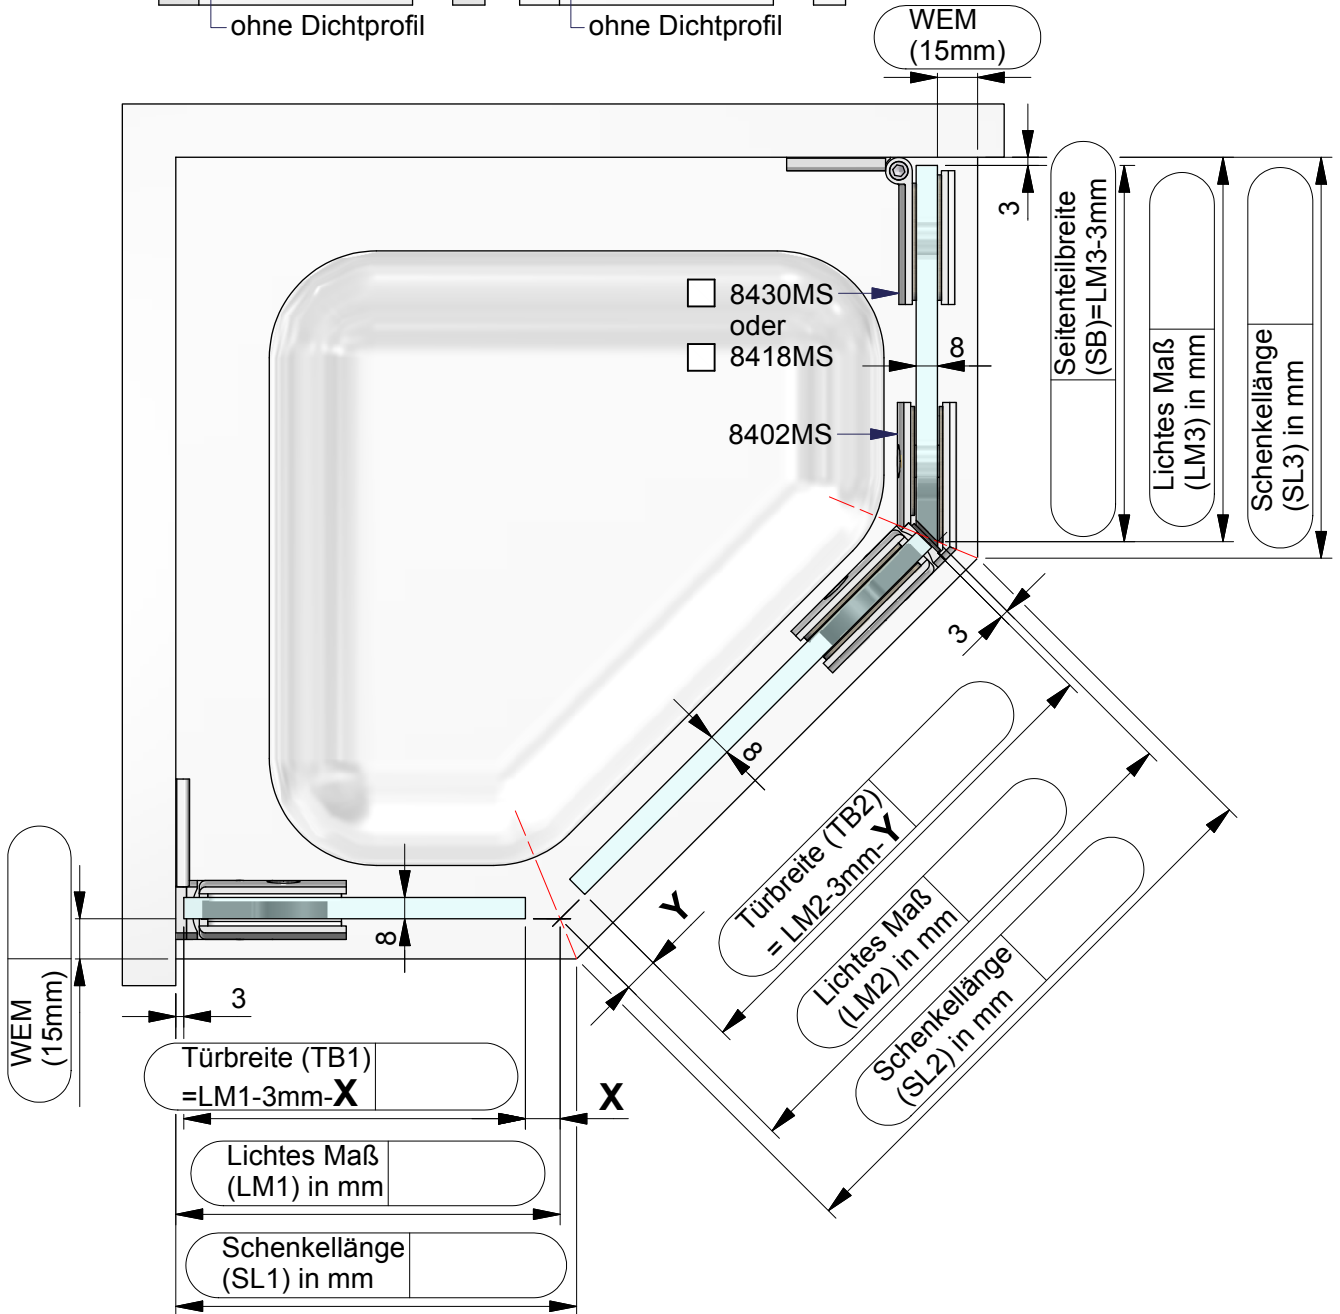 ohne Dichtprofil
ohne Dichtprofil
WEM
(15mm)
3
Seitenteilbreite
(SB)=LM3-3mm
Lichtes Maß
(LM3) in mm
Schenkellänge
(SL3) in mm
8430MS
oder
8418MS
8
8402MS
3
8
Türbreite (TB2)
= LM2-3mm-Y
Lichtes Maß
(LM2) in mm
Schenkellänge
(SL2) in mm
Y
8
WEM
(15mm)
3
Türbreite (TB1)
=LM1-3mm-X
X
Lichtes Maß
(LM1) in mm
Schenkellänge
(SL1) in mm